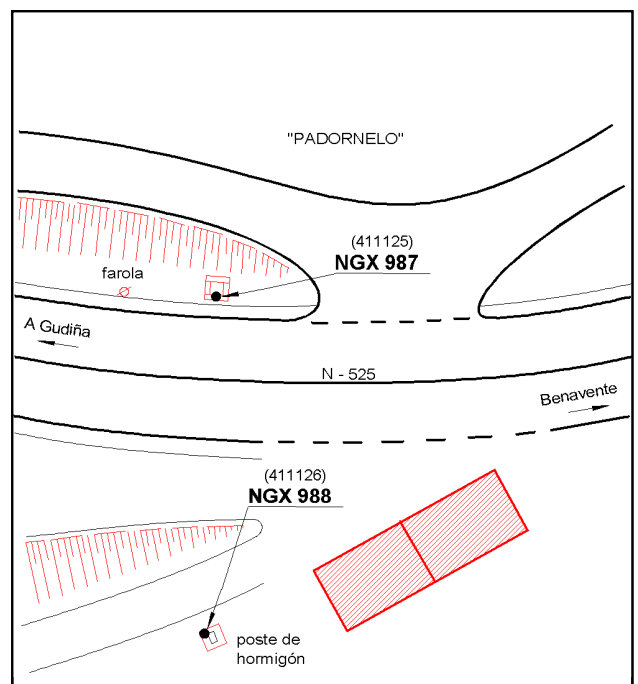 "PADORNELO"
(411125)
NGX 987
farola
A Gudiña
N - 525
Benavente
(411126)
NGX 988
poste de
hormigón